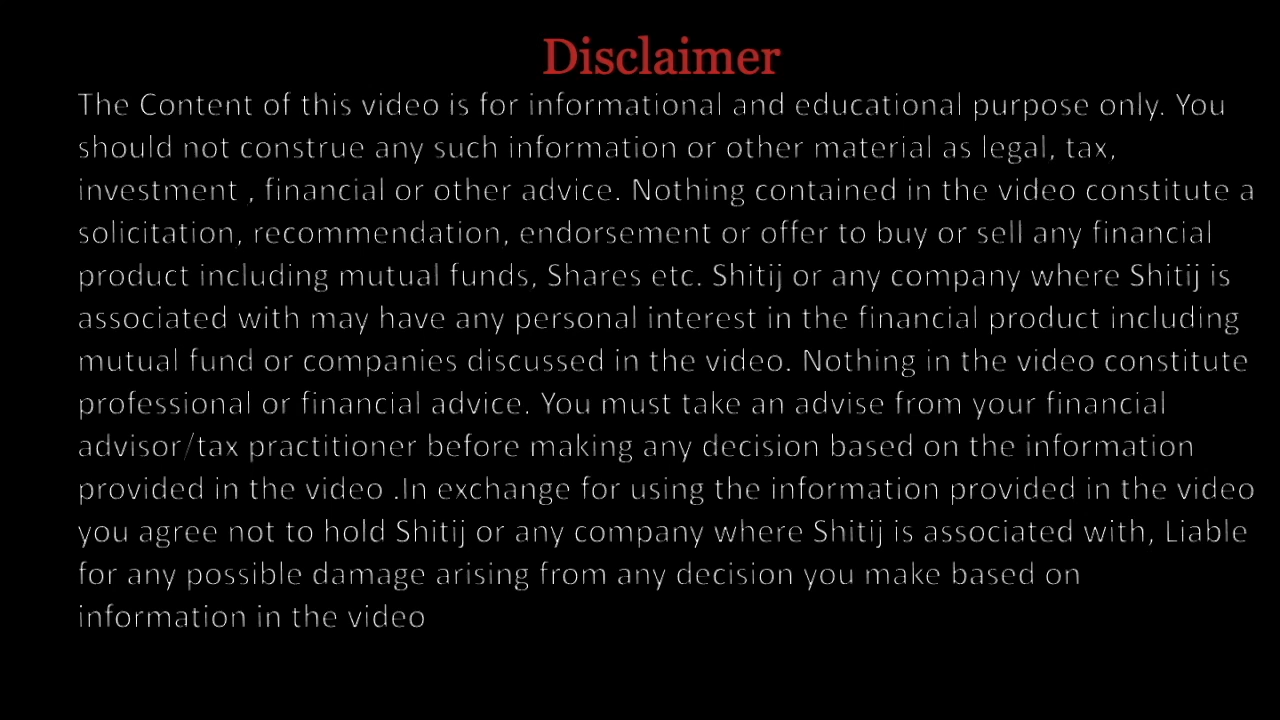 Disclaimer
The Content of this video is for informational and educational purpose only. You
should not construe any such information or other material as legal, tax,
investment , financial or other advice. Nothing contained in the video constitute a
solicitation, recommendation, endorsement or offer to buy or sell any financial
product including mutual funds, Shares etc. Shitij or any company where Shitij is
associated with may have any personal interest in the financial product including
mutual fund or companies discussed in the video. Nothing in the video constitute
professional or financial advice. You must take an advise from your financial
advisor/tax practitioner before making any decision based on the information
provided in the video .In exchange for using the information provided in the video
you agree not to hold Shitij or any company where Shitij is associated with, Liable
for any possible damage arising from any decision you make based on
information in the video